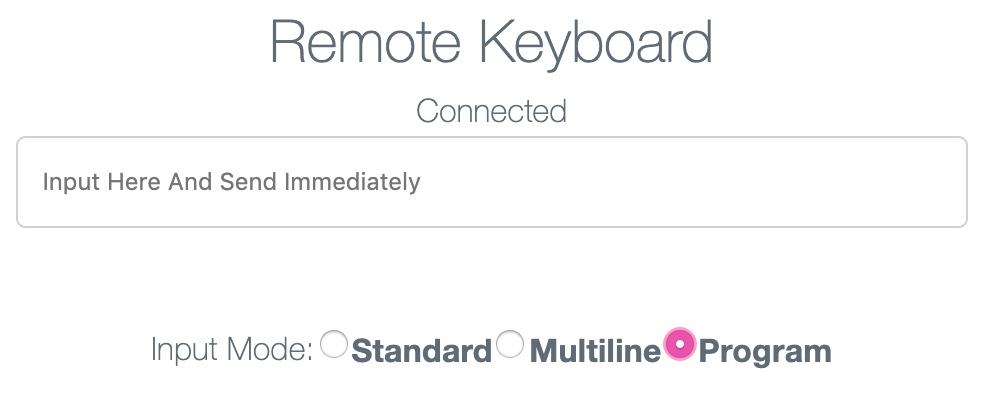 Remote Keyboard
Connected
Input Here And Send Immediately
Input Mode: Standard Multiline Program